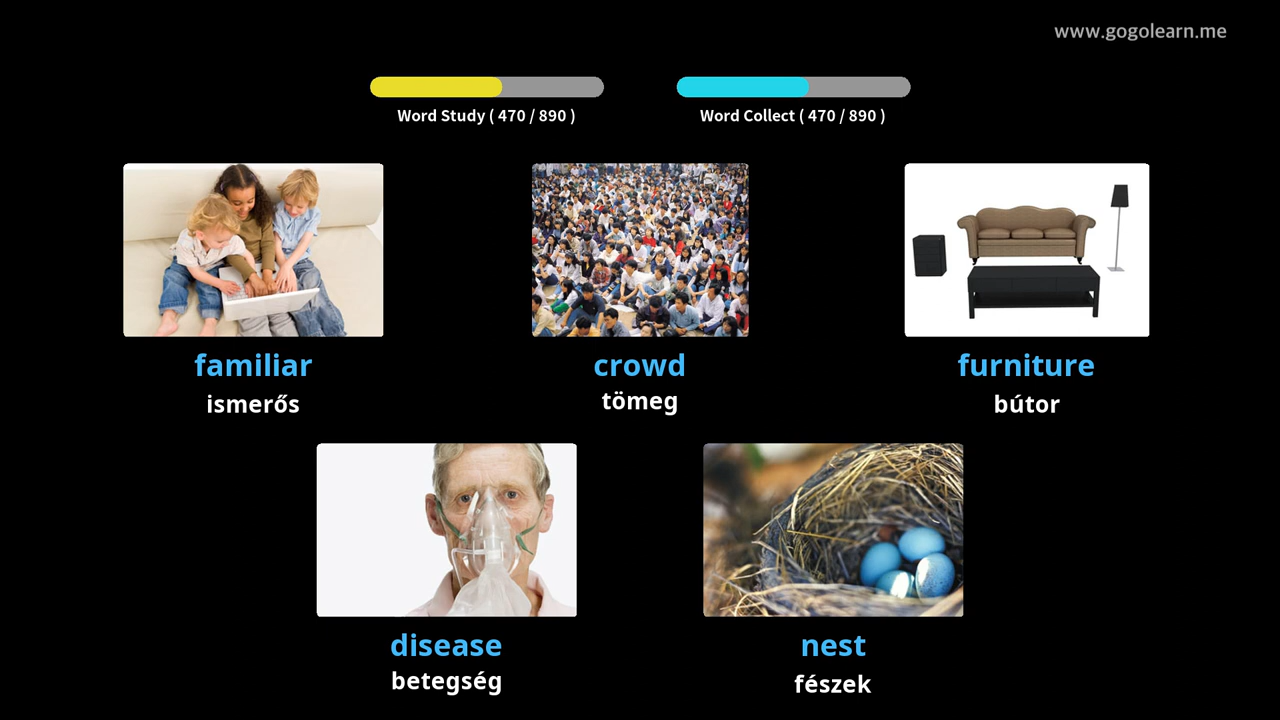 www.gogolearn.me
Word Study ( 470 / 890 )
Word Collect ( 470 / 890 )
familiar
ismerős
crowd
tömeg
furniture
bútor
disease
betegség
nest
fészek